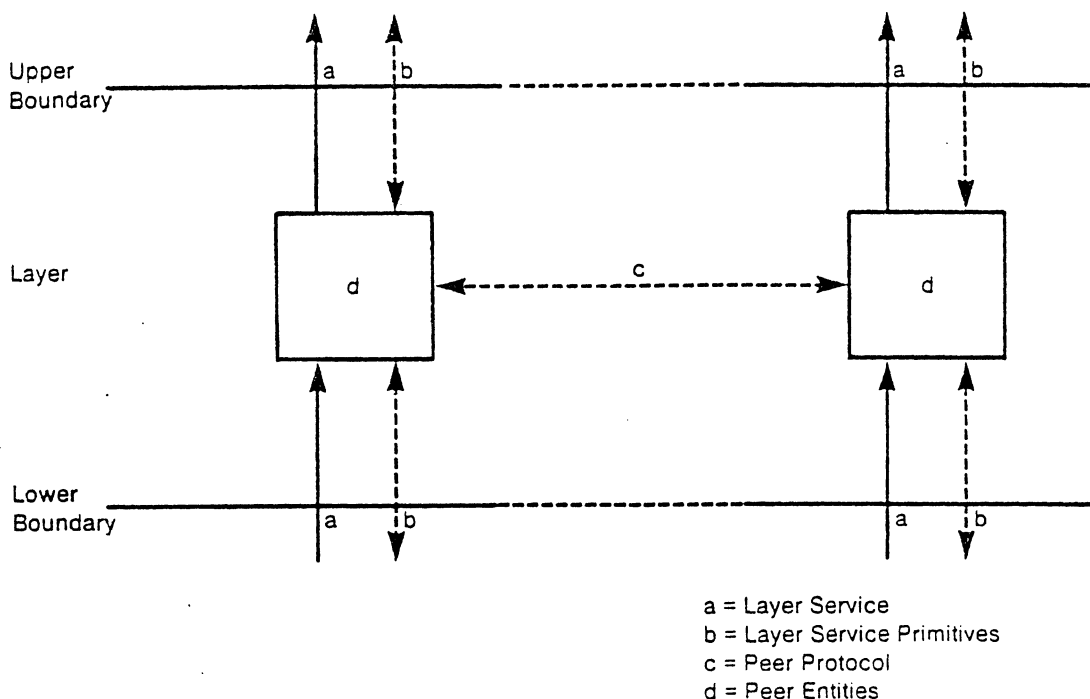 a b a b
Upper
Boundary
Layer
d c d
Lower
Boundary
a b a b
a = Layer Service
b = Layer Service Primitives
c = Peer Protocol
d = Peer Entities